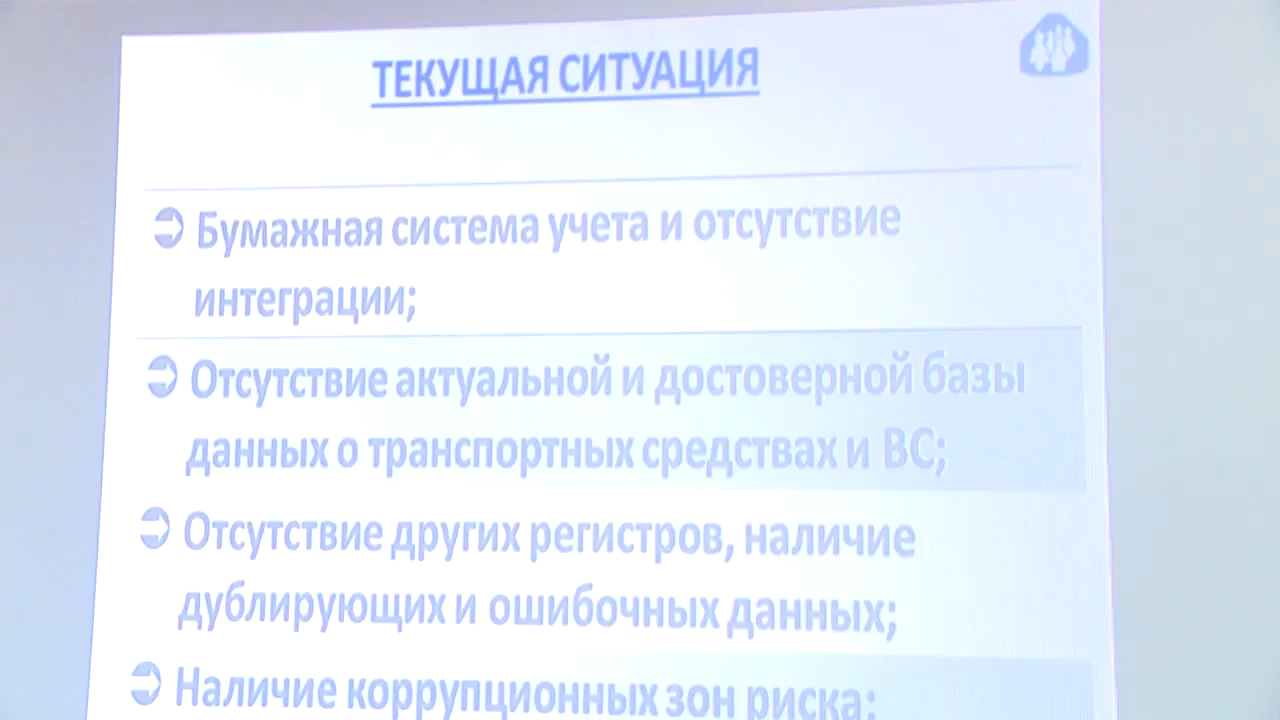 ТЕКУЩАЯ СИТУАЦИЯ
Бумажная система учета и отсутствие
интеграции;
Отсутствие актуальной и достоверной базы
данных о транспортных средствах и ВС;
Отсутствие других регистров, наличие
дублирующих и ошибочных данных;
Наличие коррупционных зон риска;